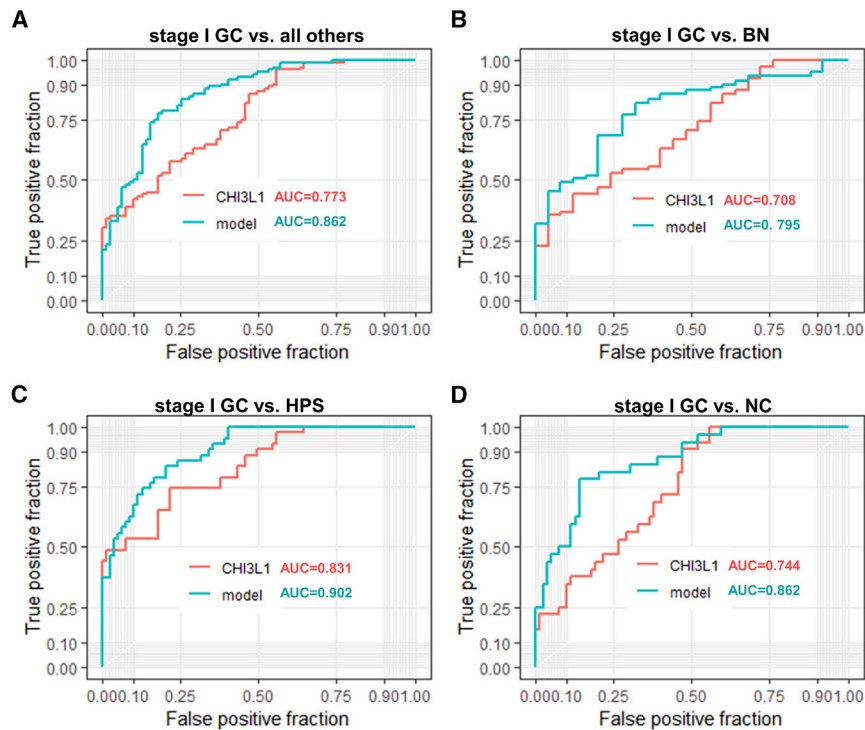 A
stage I GC vs. all others
True positive fraction
1.00
0.90
0.75
0.50
0.25
0.10
0.00
CHI3L1 AUC=0.773
model AUC=0.862
0.000.10 0.25 0.50 0.75 0.901.00
False positive fraction
B
stage I GC vs. BN
True positive fraction
1.00
0.90
0.75
0.50
0.25
0.10
0.00
CHI3L1 AUC=0.708
model AUC=0. 795
0.000.10 0.25 0.50 0.75 0.901.00
False positive fraction
C
stage I GC vs. HPS
True positive fraction
1.00
0.90
0.75
0.50
0.25
0.10
0.00
CHI3L1 AUC=0.831
model AUC=0.902
0.000.10 0.25 0.50 0.75 0.901.00
False positive fraction
D
stage I GC vs. NC
True positive fraction
1.00
0.90
0.75
0.50
0.25
0.10
0.00
CHI3L1 AUC=0.744
model AUC=0.862
0.000.10 0.25 0.50 0.75 0.901.00
False positive fraction